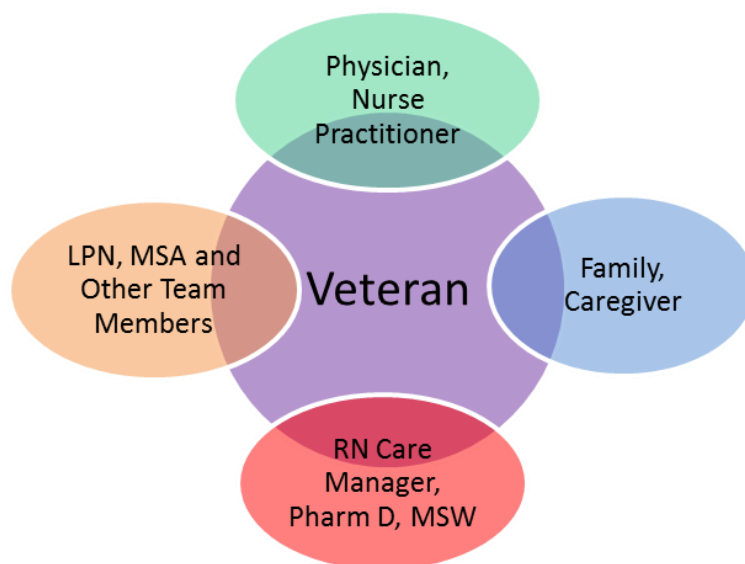 Physician,
Nurse
Practitioner
LPN, MSA and
Other Team
Members
Veteran
Family,
Caregiver
RN Care
Manager,
Pharm D, MSW